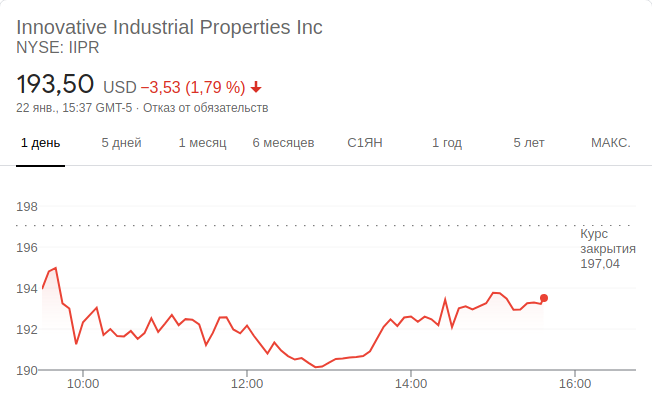 Innovative Industrial Properties Inc
NYSE: IIPR
193,50 USD −3,53 (1,79 %)
22 янв., 15:37 GMT-5 · Отказ от обязательств
1 день 5 дней 1 месяц 6 месяцев С1ЯН 1 год 5 лет МАКС.
198
Курс
196
закрытия
197,04
194
192
190
10:00 12:00 14:00 16:00